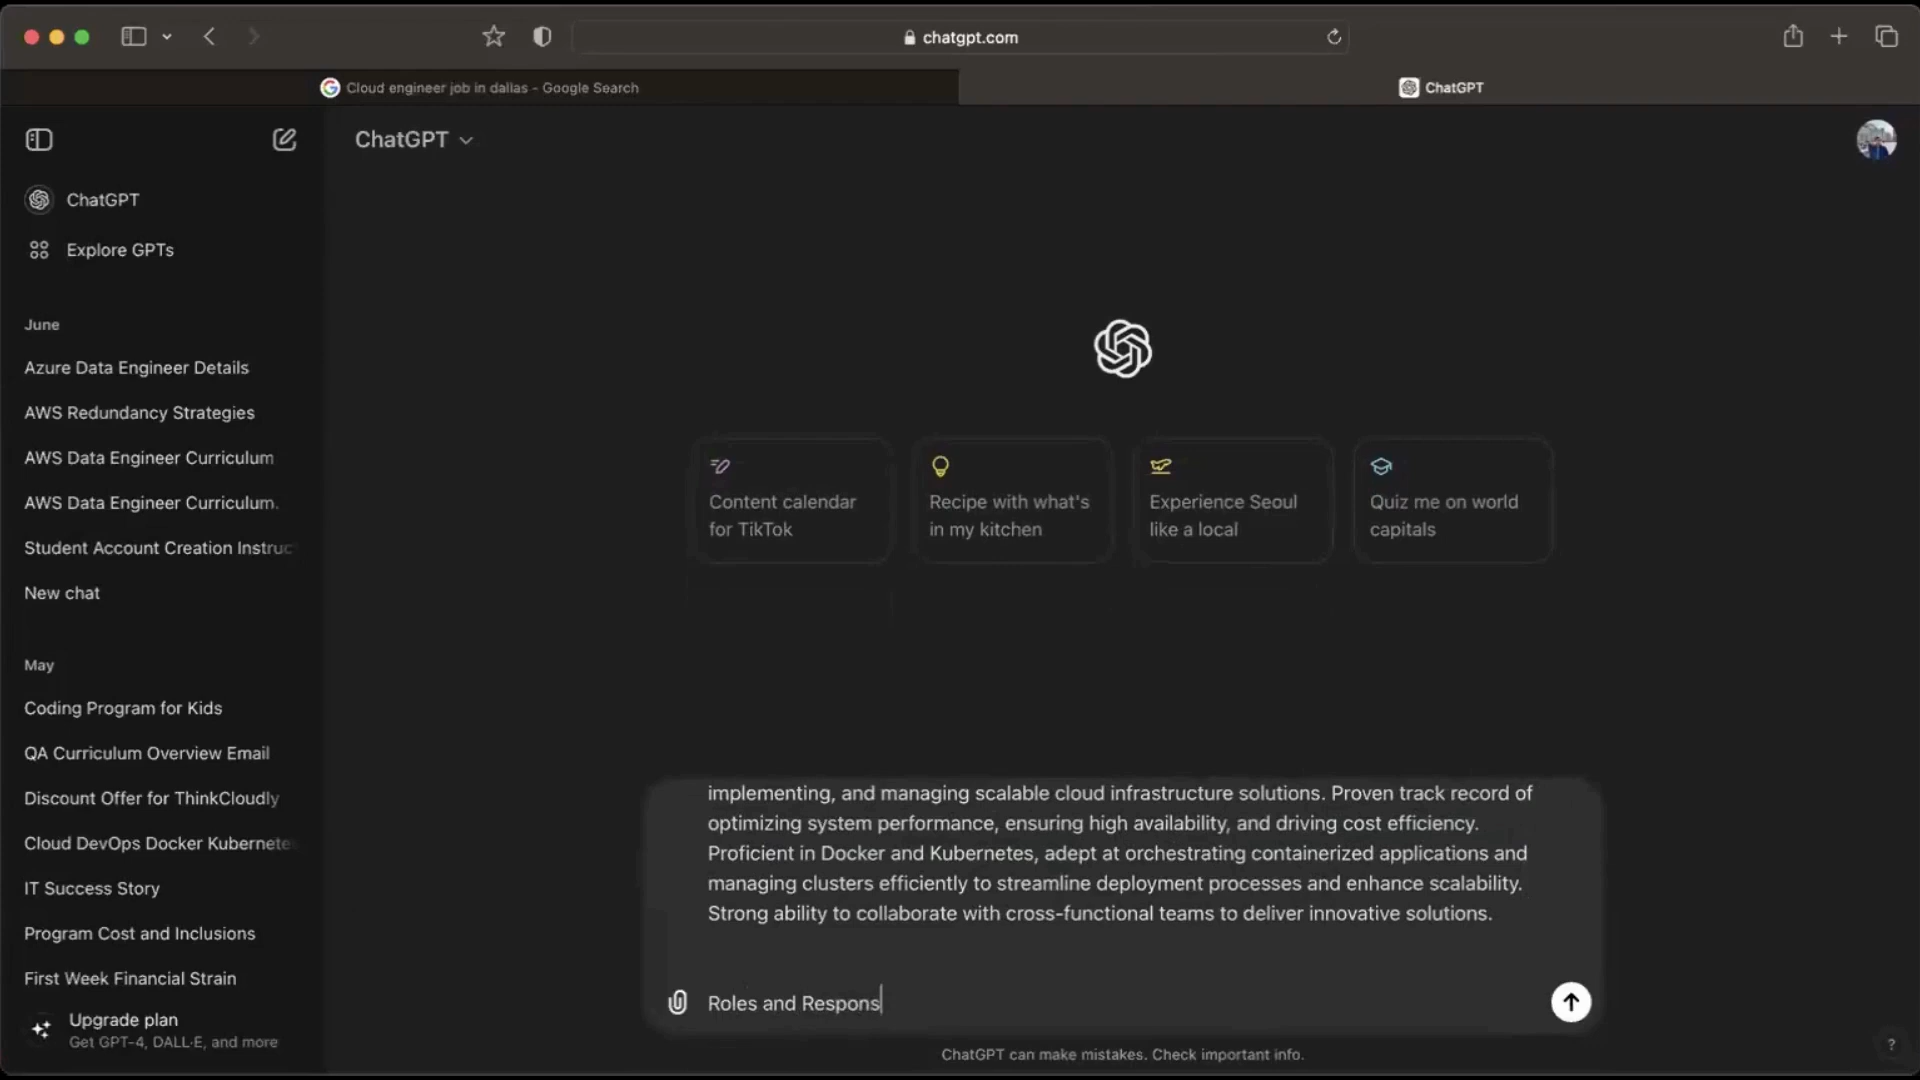 chatgpt.com
Cloud engineer job in dallas - Google Search
ChatGPT
ChatGPT
ChatGPT
Explore GPTs
June
Azure Data Engineer Details
AWS Redundancy Strategies
AWS Data Engineer Curriculum
AWS Data Engineer Curriculum.
Student Account Creation Instruc
New chat
May
Coding Program for Kids
QA Curriculum Overview Email
Discount Offer for ThinkCloudly
Cloud DevOps Docker Kubernete
IT Success Story
Program Cost and Inclusions
First Week Financial Strain
Upgrade plan
Get GPT-4, DALL·E, and more
Content calendar
for TikTok
Recipe with what's
in my kitchen
Experience Seoul
like a local
Quiz me on world
capitals
implementing, and managing scalable cloud infrastructure solutions. Proven track record of
optimizing system performance, ensuring high availability, and driving cost efficiency.
Proficient in Docker and Kubernetes, adept at orchestrating containerized applications and
managing clusters efficiently to streamline deployment processes and enhance scalability.
Strong ability to collaborate with cross-functional teams to deliver innovative solutions.
Roles and Respons
ChatGPT can make mistakes. Check important info.
?